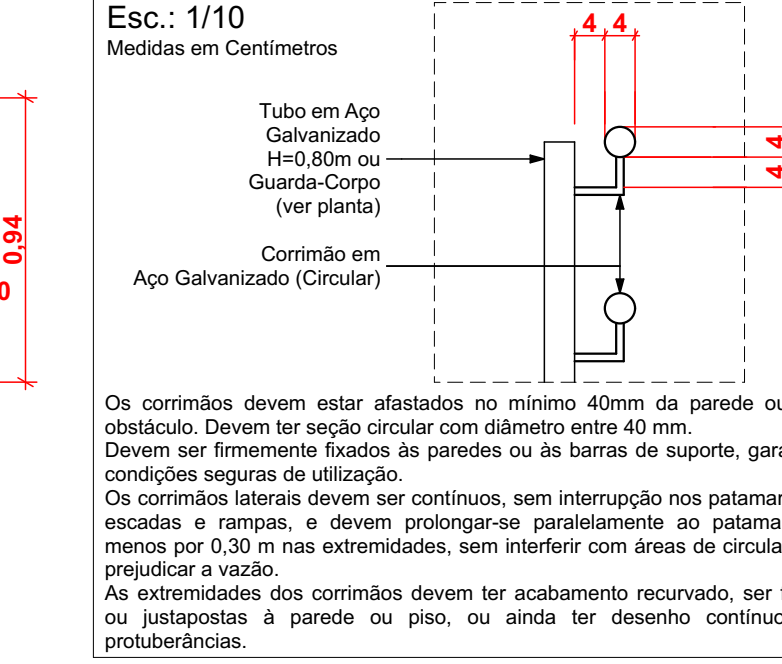 Esc.: 1/10
Medidas em Centímetros
4 4
Tubo em Aço
Galvanizado
H=0,80m ou
Guarda-Corpo
(ver planta)
4
4
0,94
Corrimão em
Aço Galvanizado (Circular)
Os corrimãos devem estar afastados no mínimo 40mm da parede ou
obstáculo. Devem ter seção circular com diâmetro entre 40 mm.
Devem ser firmemente fixados às paredes ou às barras de suporte,
condições seguras de utilização.
Os corrimãos laterais devem ser contínuos, sem interrupção nos
escadas e rampas, e devem prolongar-se paralelamente ao
menos por 0,30 m nas extremidades, sem interferir com áreas de
prejudicar a vazão.
As extremidades dos corrimãos devem ter acabamento recurvado, ser
ou justapostas à parede ou piso, ou ainda ter desenho
protuberâncias.